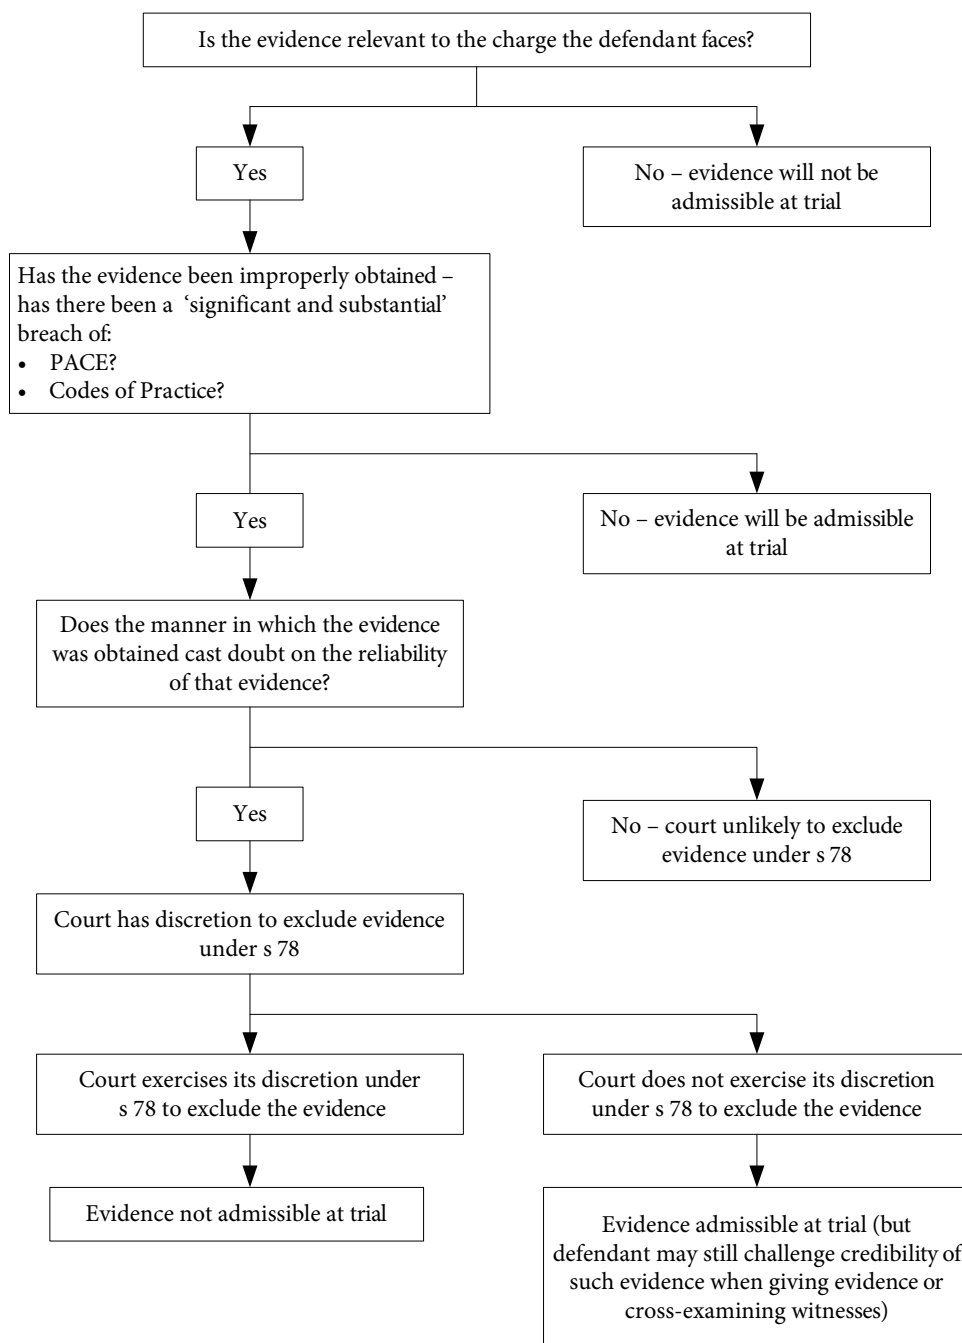 Is the evidence relevant to the charge the defendant faces?
Yes
No – evidence will not be
admissible at trial
Has the evidence been improperly obtained –
has there been a ‘significant and substantial’
breach of:
• PACE?
• Codes of Practice?
Yes
No – evidence will be admissible
at trial
Does the manner in which the evidence
was obtained cast doubt on the reliability
of that evidence?
Yes
No – court unlikely to exclude
evidence under s 78
Court has discretion to exclude evidence
under s 78
Court exercises its discretion under
s 78 to exclude the evidence
Court does not exercise its discretion
under s 78 to exclude the evidence
Evidence not admissible at trial
Evidence admissible at trial (but
defendant may still challenge credibility of
such evidence when giving evidence or
cross-examining witnesses)